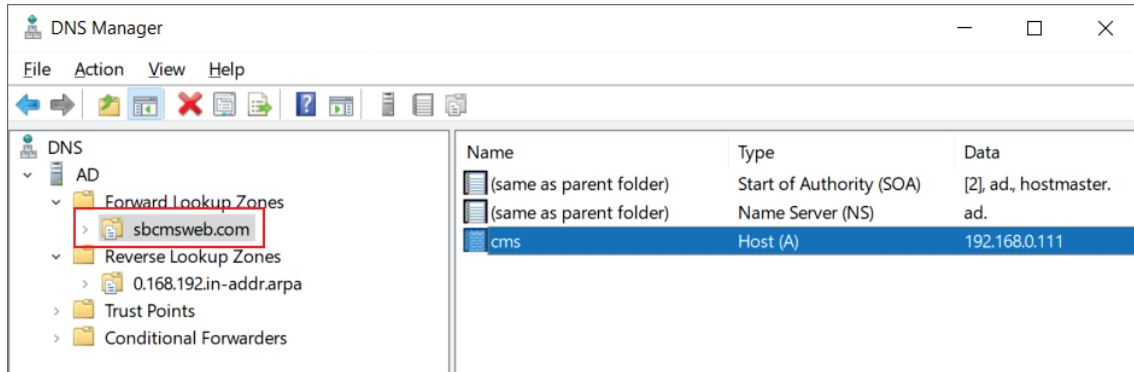 DNS Manager
File Action View Help
DNS
AD
Forward Lookup Zones
sbcmsweb.com
Reverse Lookup Zones
0.168.192.in-addr.arpa
Trust Points
Conditional Forwarders
Name Type Data
(same as parent folder) Start of Authority (SOA) [2], ad., hostmaster.
(same as parent folder) Name Server (NS) ad.
cms Host (A) 192.168.0.111